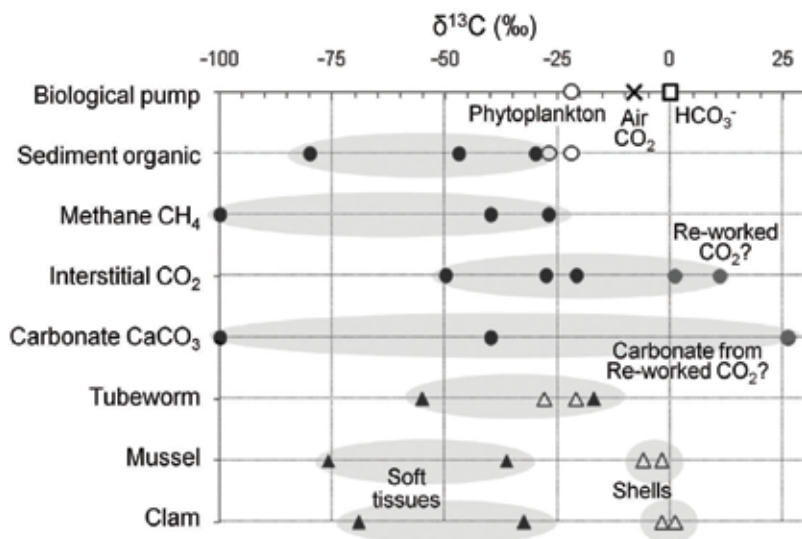 δ¹³C (‰)
-100 -75 -50 -25 0 25
Biological pump
Phytoplankton
Air
CO₂
HCO₃⁻
Sediment organic
Methane CH₄
Re-worked
CO₂?
Interstitial CO₂
Carbonate CaCO₃
Carbonate from
Re-worked CO₂?
Tubeworm
Mussel
Soft
tissues
Shells
Clam